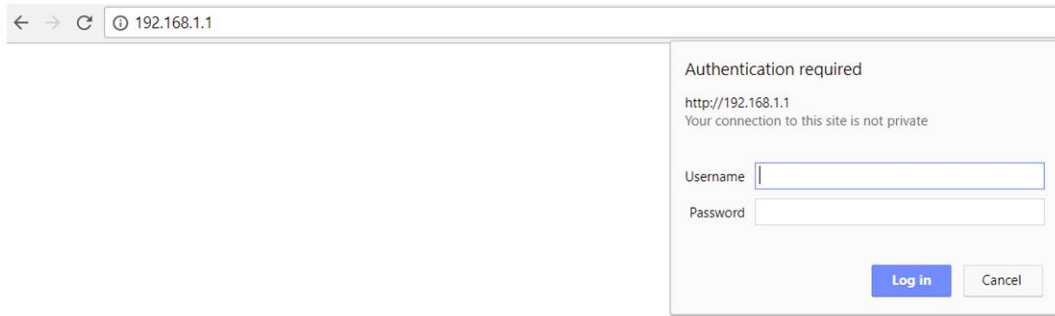 192.168.1.1
Authentication required
http://192.168.1.1
Your connection to this site is not private
Username
Password
Log in
Cancel